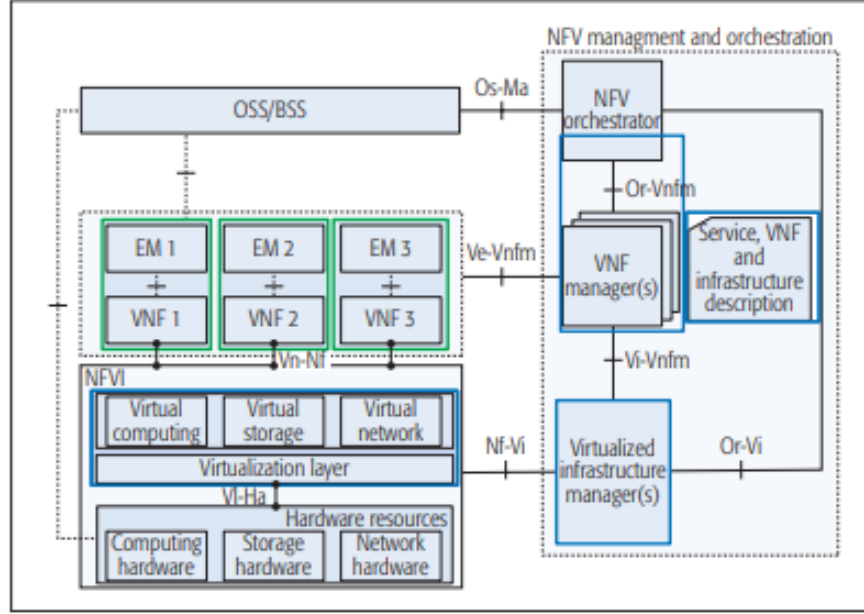 NFV managment and orchestration
Os-Ma
OSS/BSS
NFV
orchestrator
Or-Vnfm
EM 1
EM 2
EM 3
Ve-Vnfm
VNF
manager(s)
Service, VNF
and
infrastructure
description
VNF 1
VNF 2
VNF 3
Vn-Nf
Vi-Vnfm
NFVI
Virtual
computing
Virtual
storage
Virtual
network
Virtualization layer
Nf-Vi
Virtualized
infrastructure
manager(s)
Or-Vi
Vl-Ha
Hardware resources
Computing
hardware
Storage
hardware
Network
hardware